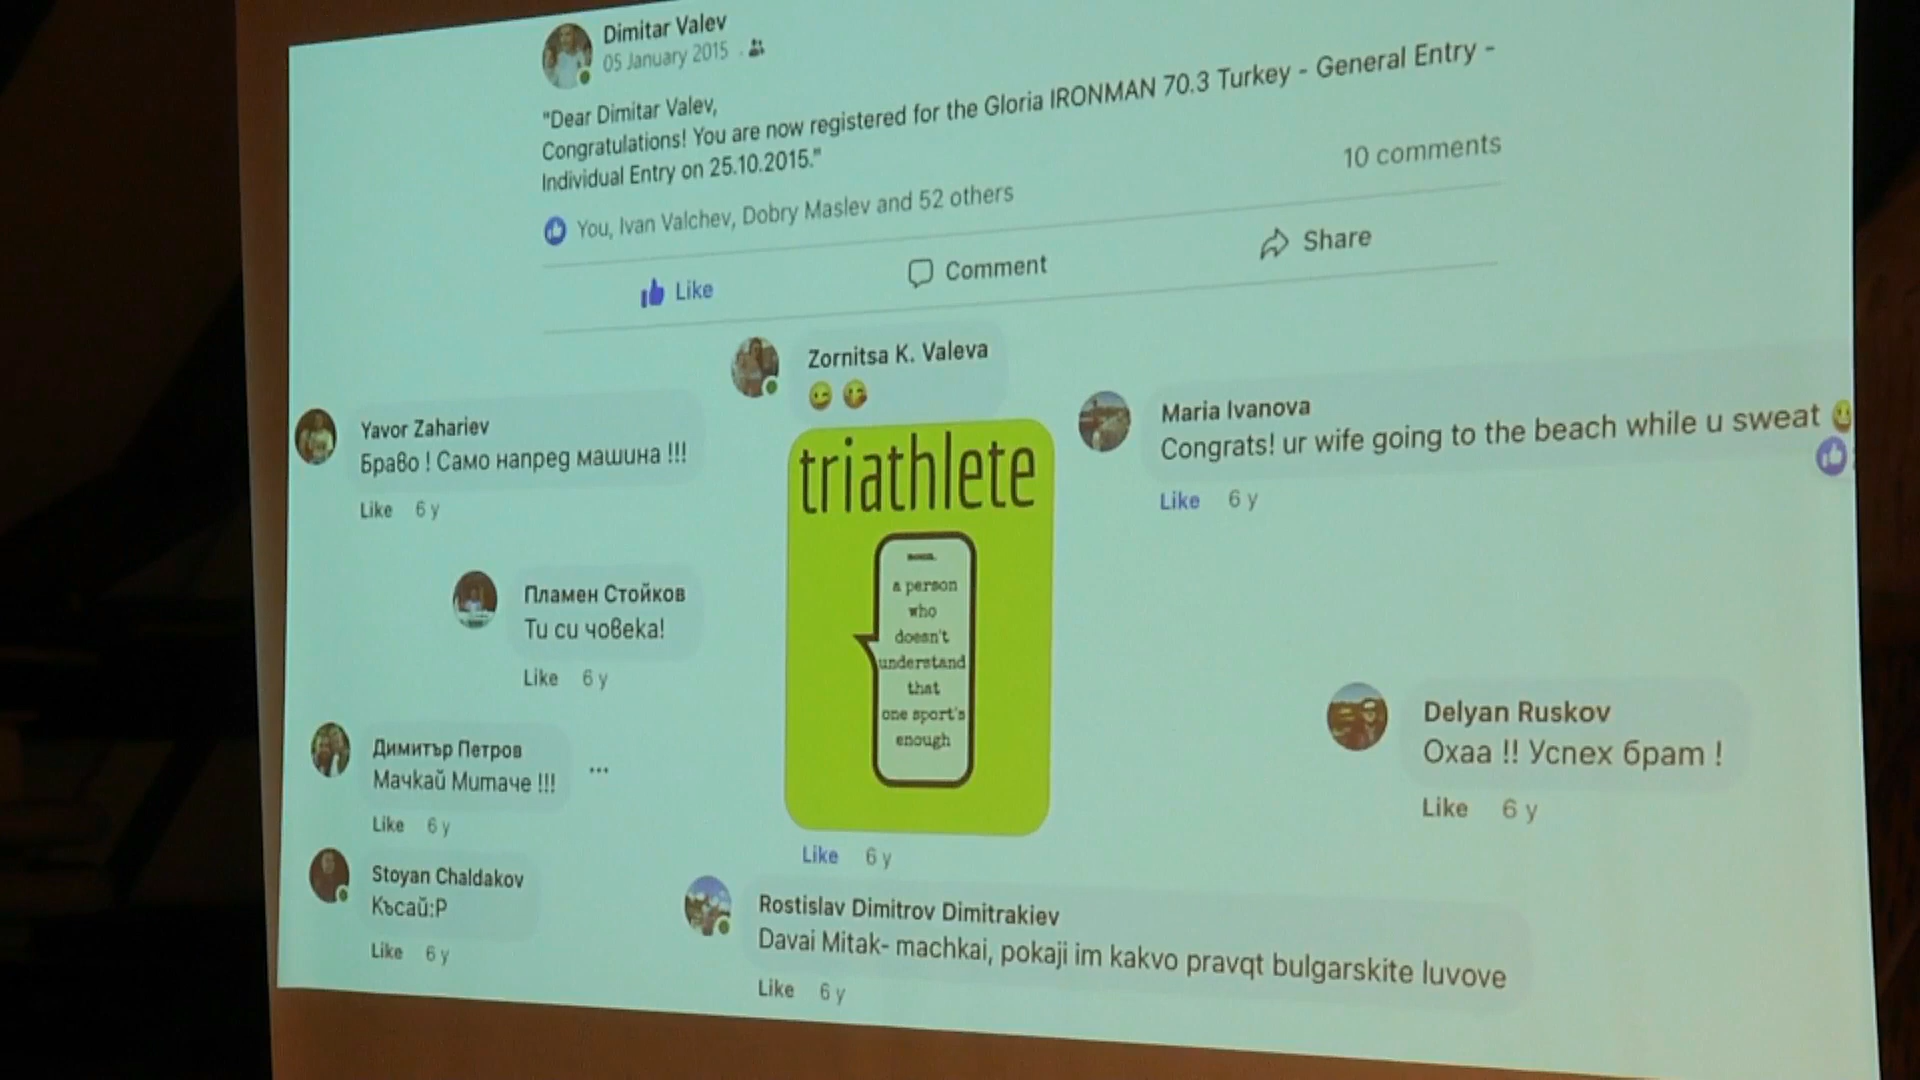 Dimitar Valev
05 January 2015 ·
"Dear Dimitar Valev,
Congratulations! You are now registered for the Gloria IRONMAN 70.3 Turkey - General Entry -
Individual Entry on 25.10.2015."
You, Ivan Valchev, Dobry Maslev and 52 others
10 comments
Like
Comment
Share
Zornitsa K. Valeva
triathlete
a person
who
doesn't
understand
that
one sport's
enough
Like 6 y
Yavor Zahariev
Браво ! Само напред машина !!!
Like 6 y
Maria Ivanova
Congrats! ur wife going to the beach while u sweat
Like 6 y
Пламен Стойков
Ти си човека!
Like 6 y
Delyan Ruskov
Охаа !! Успех брат !
Like 6 y
Димитър Петров
Мачкай Митаче !!!
...
Like 6 y
Stoyan Chaldakov
Късай:Р
Like 6 y
Rostislav Dimitrov Dimitrakiev
Davai Mitak- machkai, pokaji im kakvo pravqt bulgarskite luvove
Like 6 y